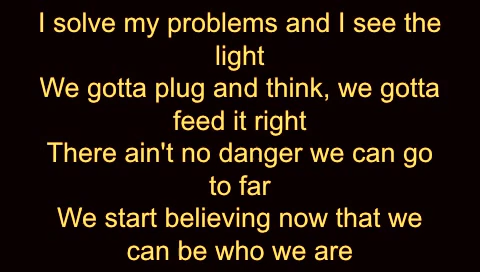 I solve my problems and I see the
light
We gotta plug and think, we gotta
feed it right
There ain't no danger we can go
to far
We start believing now that we
can be who we are